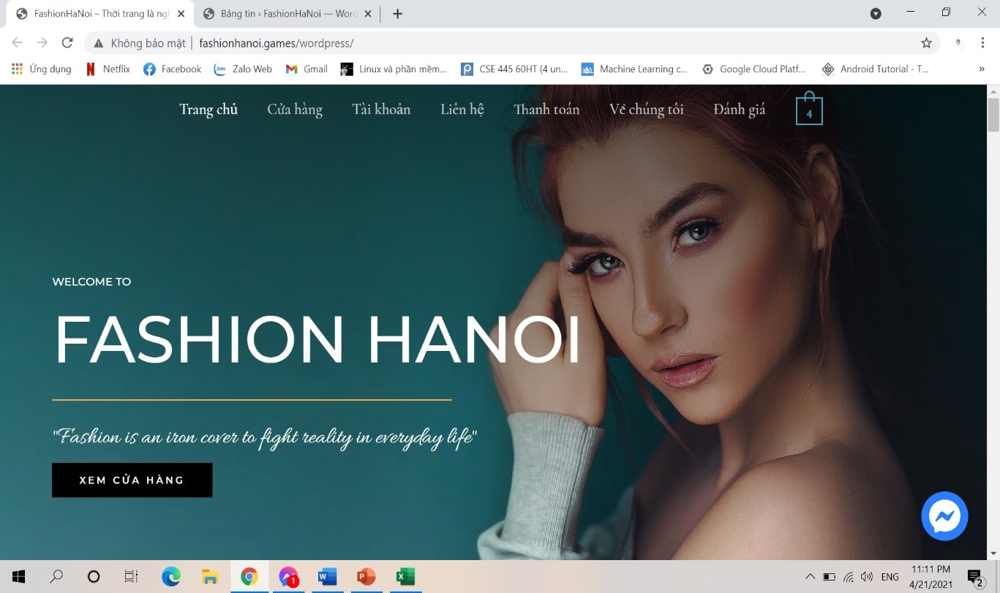 FashionHaNoi – Thời trang là ngh
Bảng tin ‹ FashionHaNoi — Word
Không bảo mật
fashionhanoi.games/wordpress/
Ứng dụng
Netflix
Facebook
Zalo Web
Gmail
Linux và phần mềm...
CSE 445 60HT (4 un...
Machine Learning c...
Google Cloud Platf...
Android Tutorial - T...
»
Trang chủ
Cửa hàng
Tài khoản
Liên hệ
Thanh toán
Về chúng tôi
Đánh giá
4
WELCOME TO
FASHION HANOI
"Fashion is an iron cover to fight reality in everyday life"
XEM CỬA HÀNG
1
ENG
11:11 PM
4/21/2021
2